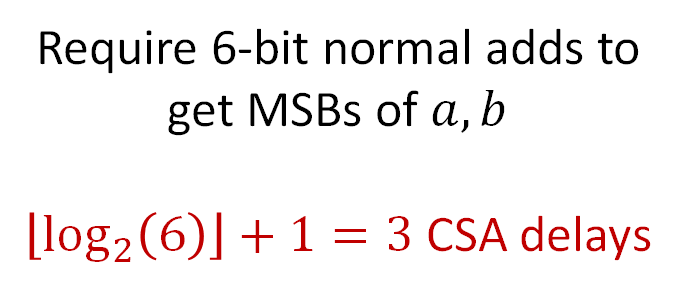 Require 6-bit normal adds to
get MSBs of a, b
⌊log₂(6)⌋ + 1 = 3 CSA delays